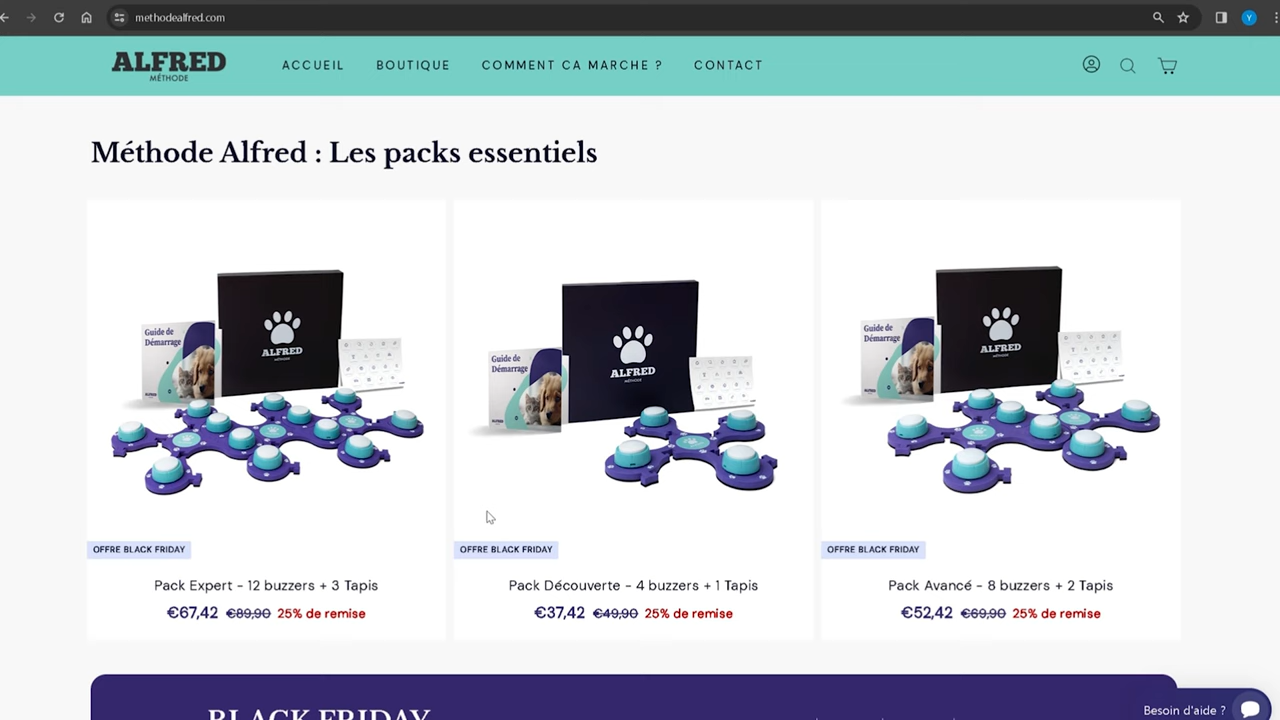 methodealfred.com
ALFRED
MÉTHODE
ACCUEIL
BOUTIQUE
COMMENT CA MARCHE ?
CONTACT
Méthode Alfred : Les packs essentiels
Guide de
Démarrage
ALFRED
MÉTHODE
OFFRE BLACK FRIDAY
Pack Expert - 12 buzzers + 3 Tapis
€67,42 €89,90 25% de remise
Guide de
Démarrage
ALFRED
MÉTHODE
OFFRE BLACK FRIDAY
Pack Découverte - 4 buzzers + 1 Tapis
€37,42 €49,90 25% de remise
Guide de
Démarrage
ALFRED
MÉTHODE
OFFRE BLACK FRIDAY
Pack Avancé - 8 buzzers + 2 Tapis
€52,42 €69,90 25% de remise
BLACK FRIDAY
Besoin d'aide ?
Y